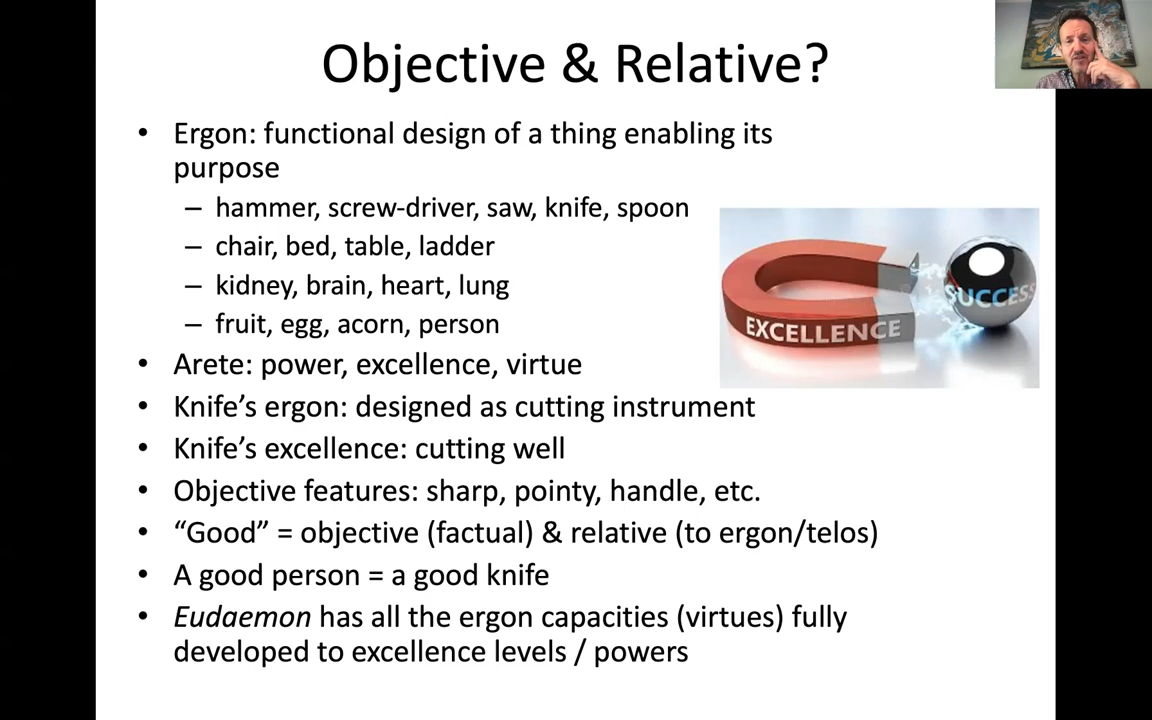 Objective & Relative?
• Ergon: functional design of a thing enabling its
purpose
– hammer, screw-driver, saw, knife, spoon
– chair, bed, table, ladder
– kidney, brain, heart, lung
– fruit, egg, acorn, person
• Arete: power, excellence, virtue
• Knife’s ergon: designed as cutting instrument
• Knife’s excellence: cutting well
• Objective features: sharp, pointy, handle, etc.
• “Good” = objective (factual) & relative (to ergon/telos)
• A good person = a good knife
• Eudaemon has all the ergon capacities (virtues) fully
developed to excellence levels / powers
EXCELLENCE
SUCCESS